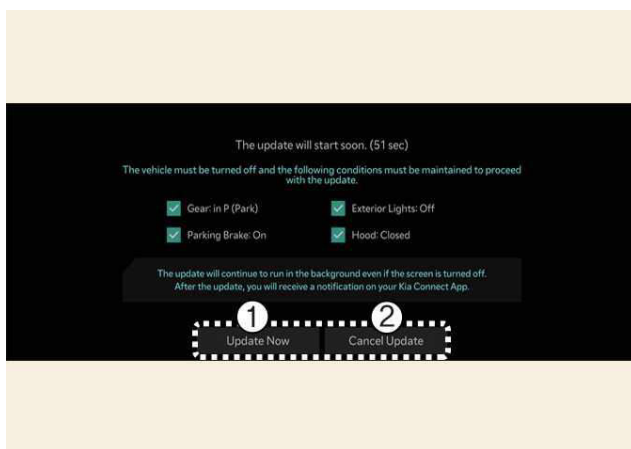 The update will start soon. (51 sec)
The vehicle must be turned off and the following conditions must be maintained to proceed
with the update.
Gear: in P (Park)
Exterior Lights: Off
Parking Brake: On
Hood: Closed
The update will continue to run in the background even if the screen is turned off.
After the update, you will receive a notification on your Kia Connect App.
1 2
Update Now Cancel Update